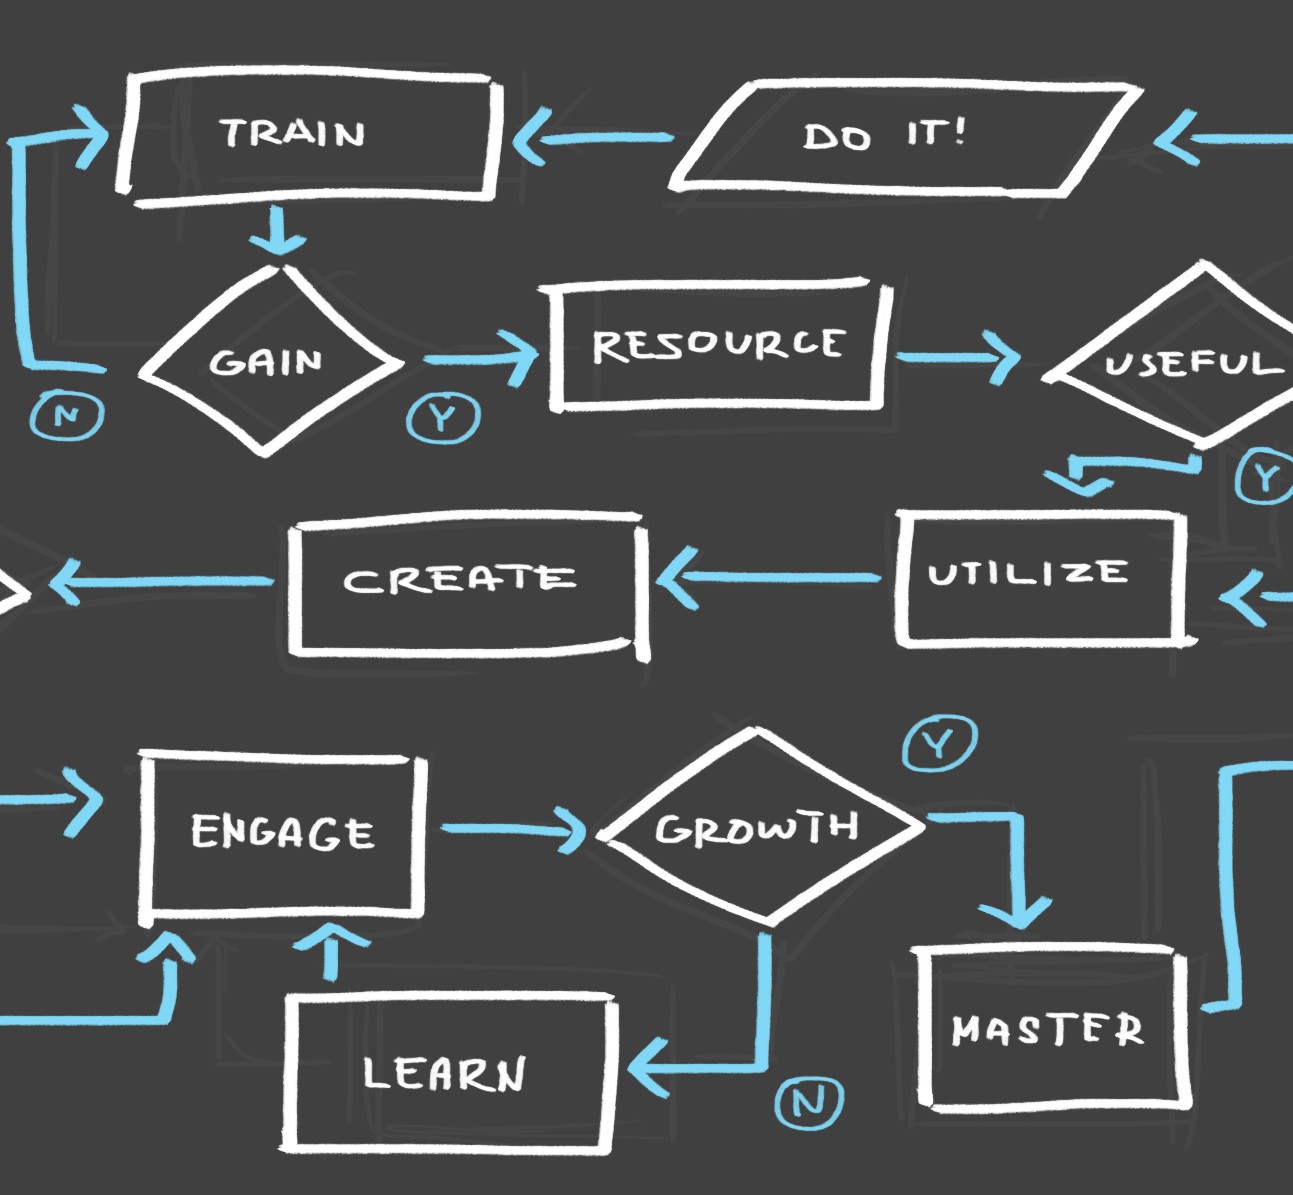 TRAIN
DO IT!
GAIN
RESOURCE
USEFUL
N
Y
Y
CREATE
UTILIZE
Y
ENGAGE
GROWTH
LEARN
MASTER
N